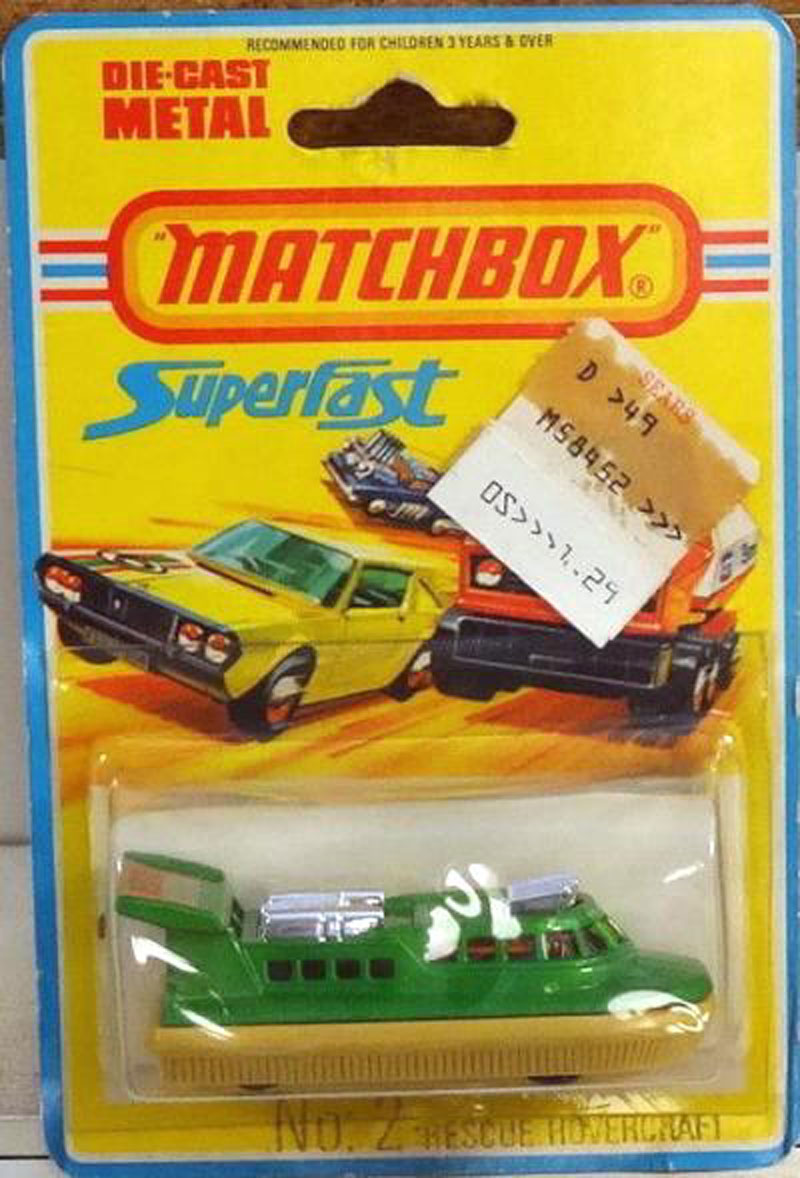 RECOMMENDED FOR CHILDREN 3 YEARS & OVER
DIE-CAST
METAL
"MATCHBOX"®
Superfast
SEARS
D >49
M58452 >>>
OS>>>1.29
No. 2 RESCUE HOVERCRAFT